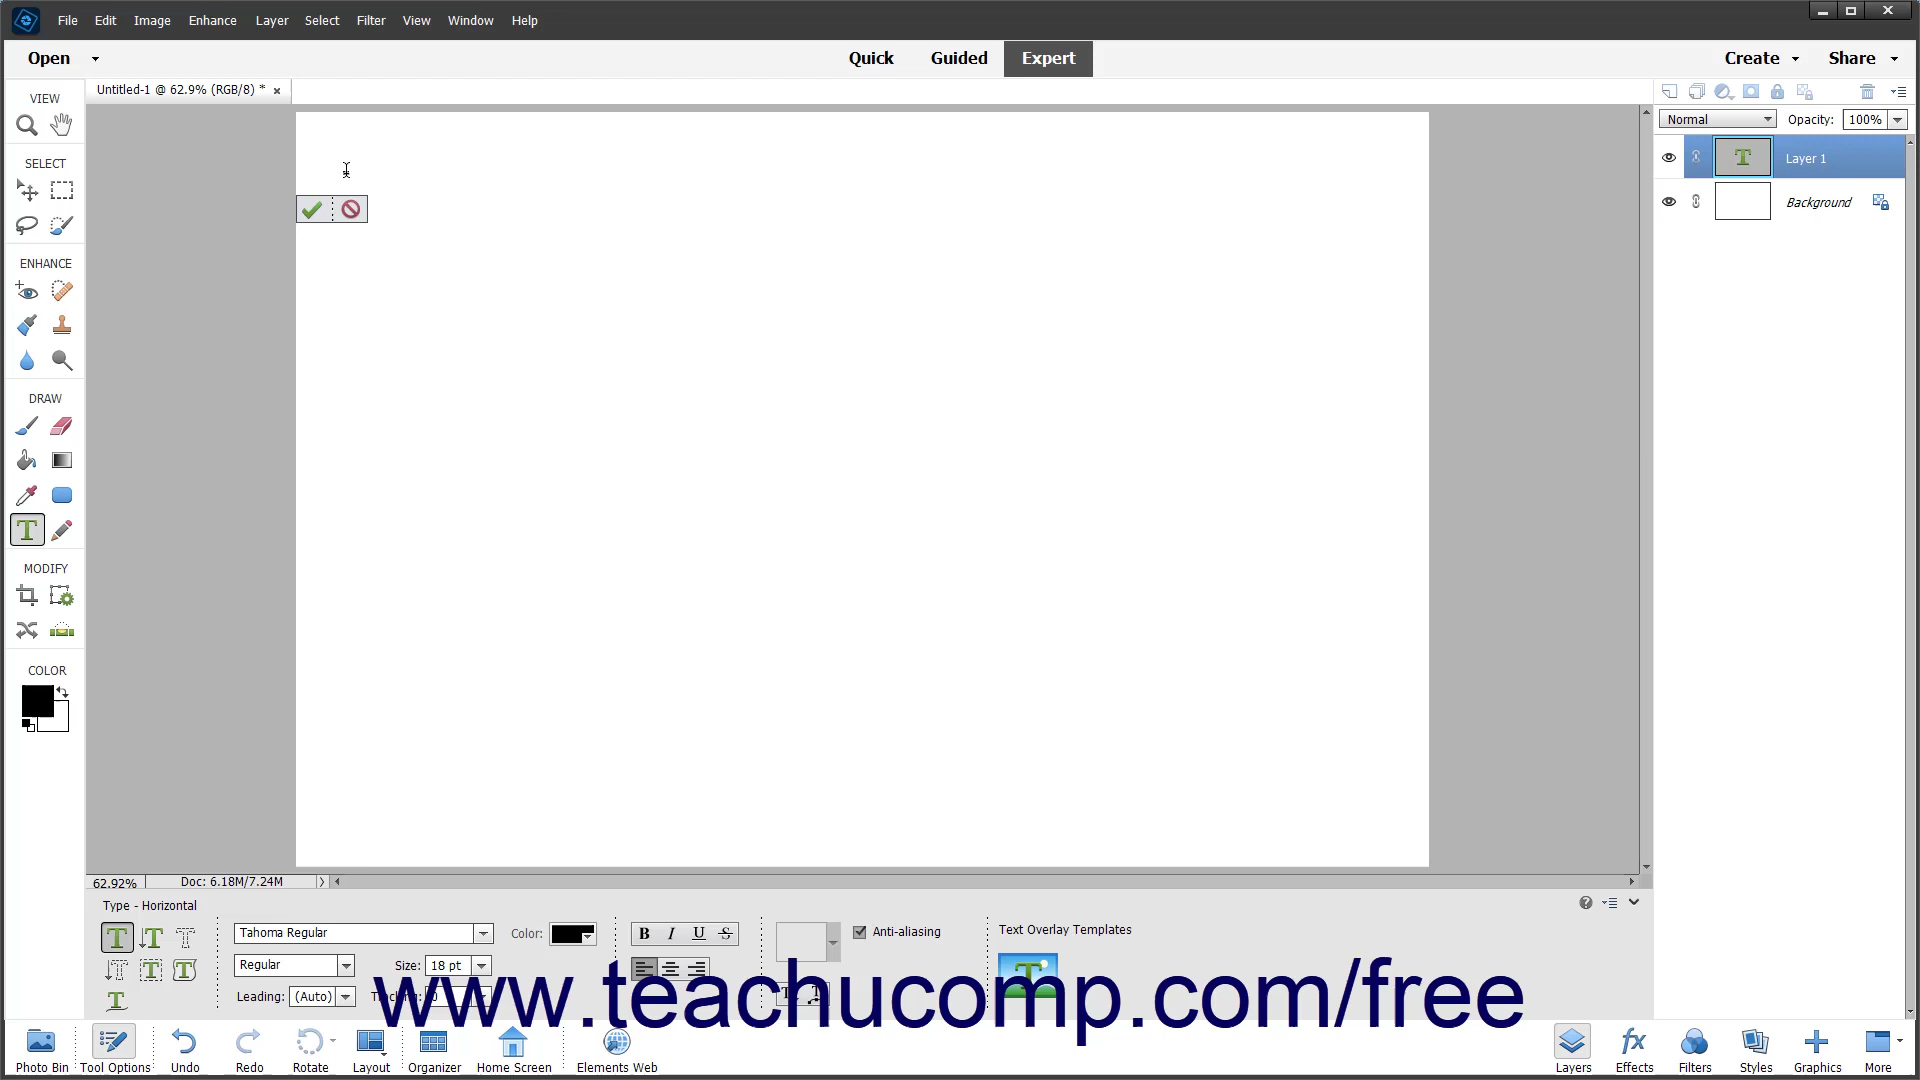 File Edit Image Enhance Layer Select Filter View Window Help
Open Quick Guided Expert Create Share
Untitled-1 @ 62.9% (RGB/8) * ×
VIEW
SELECT
ENHANCE
DRAW
MODIFY
COLOR
Normal Opacity: 100%
Layer 1
Background
62.92% Doc: 6.18M/7.24M
Type - Horizontal
Tahoma Regular Color: B I U S Anti-aliasing Text Overlay Templates
Regular Size: 18 pt
Leading: (Auto)
www.teachucomp.com/free
Photo Bin Tool Options Undo Redo Rotate Layout Organizer Home Screen Elements Web Layers Effects Filters Styles Graphics More